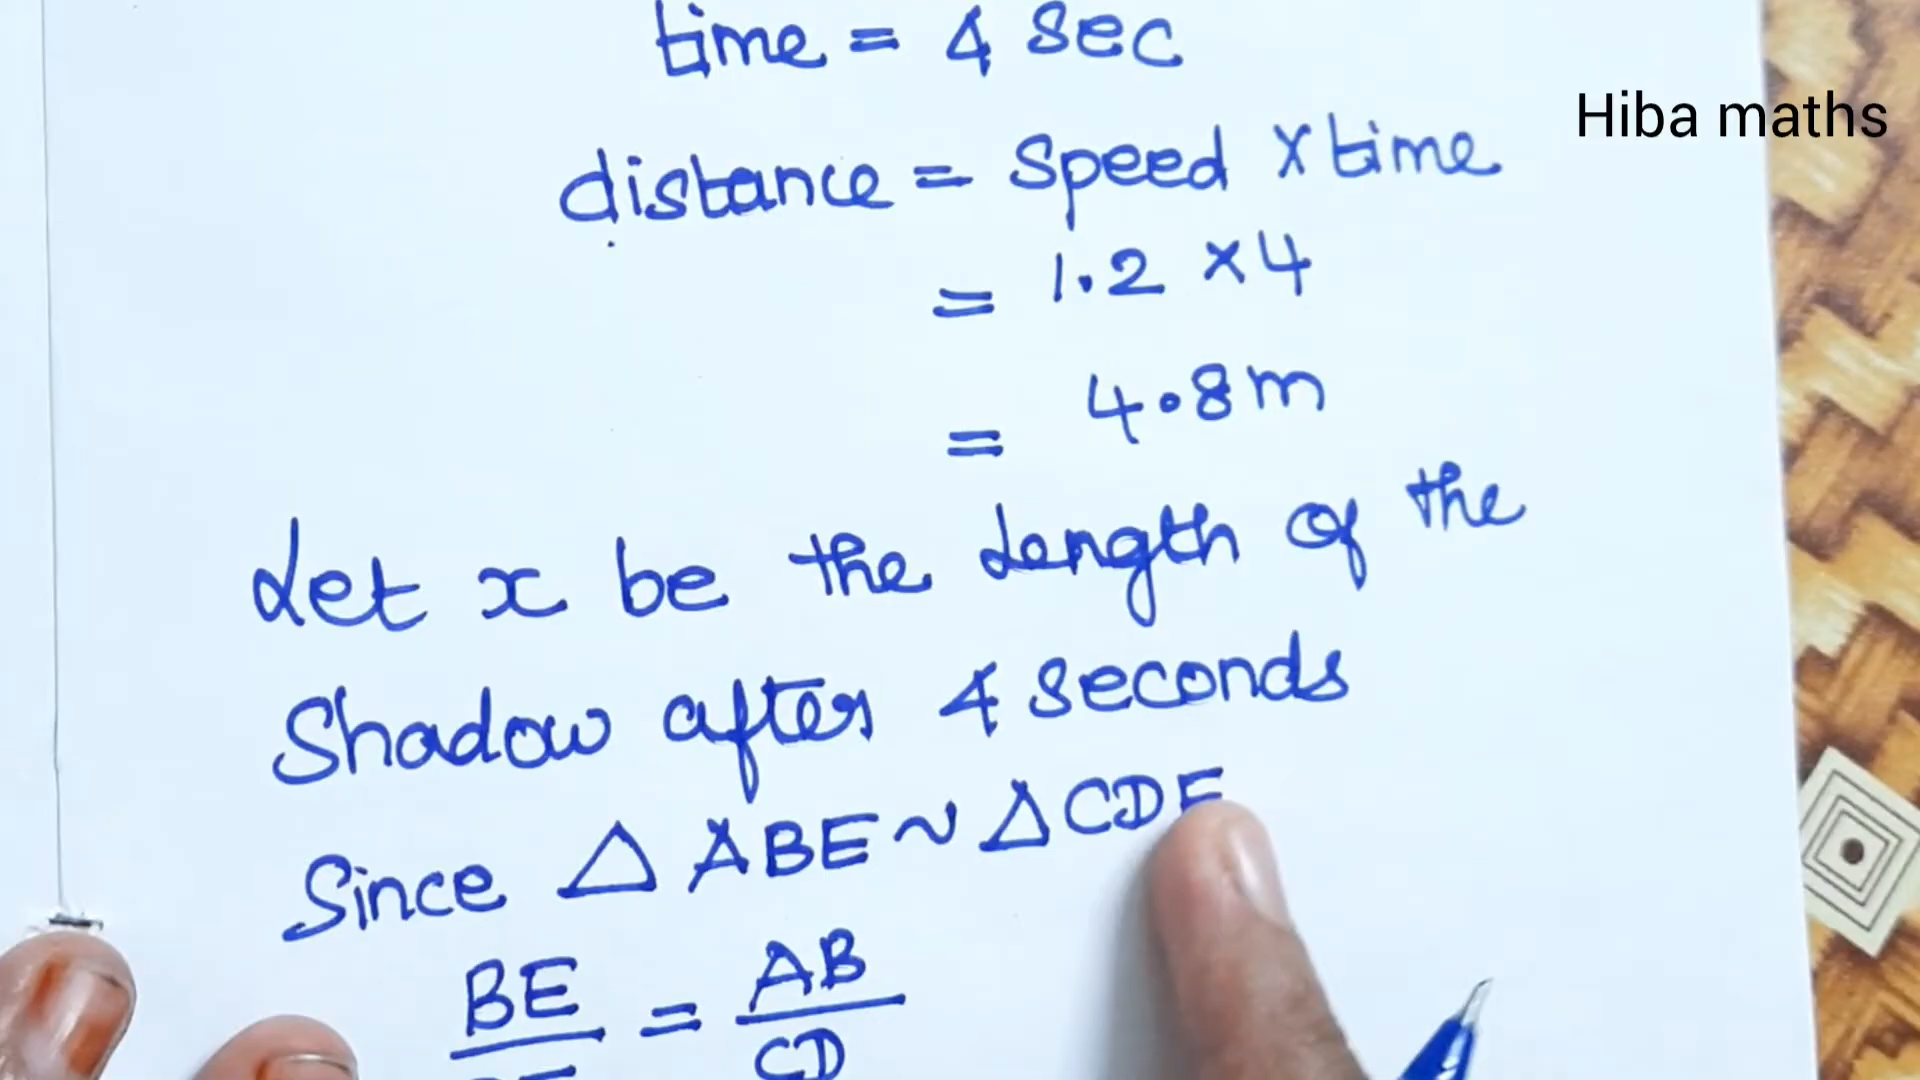 time = 4 sec
Hiba maths
distance = speed × time
= 1.2 × 4
= 4.8m
Let x be the length of the
Shadow after 4 seconds
Since △ ABE ~ △ CDE
BE = AB
CD